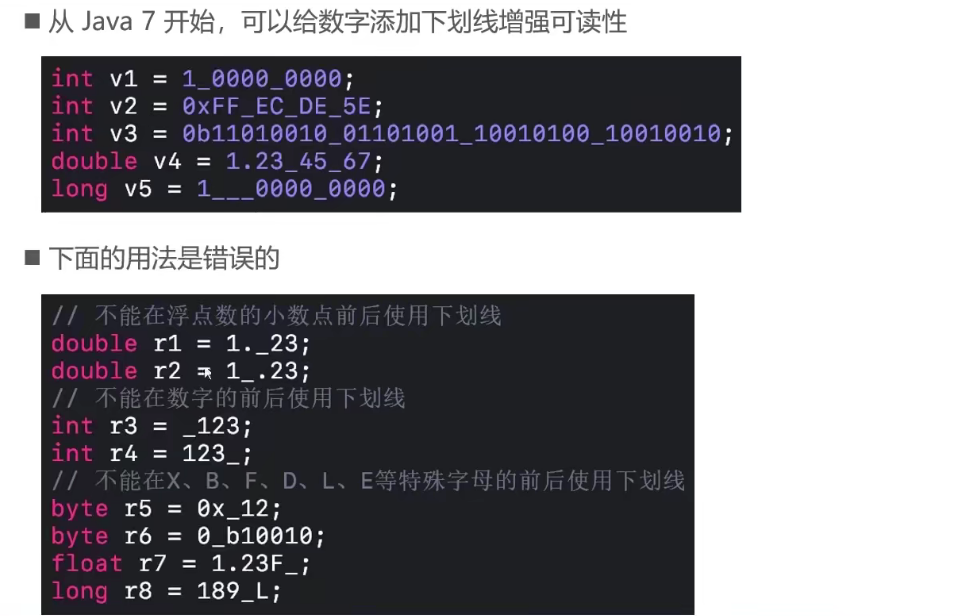 从 Java 7 开始，可以给数字添加下划线增强可读性
int v1 = 1_0000_0000;
int v2 = 0xFF_EC_DE_5E;
int v3 = 0b11010010_01101001_10010100_10010010;
double v4 = 1.23_45_67;
long v5 = 1___0000_0000;
下面的用法是错误的
// 不能在浮点数的小数点前后使用下划线
double r1 = 1._23;
double r2 = 1_.23;
// 不能在数字的前后使用下划线
int r3 = _123;
int r4 = 123_;
// 不能在X、B、F、D、L、E等特殊字母的前后使用下划线
byte r5 = 0x_12;
byte r6 = 0_b10010;
float r7 = 1.23F_;
long r8 = 189_L;